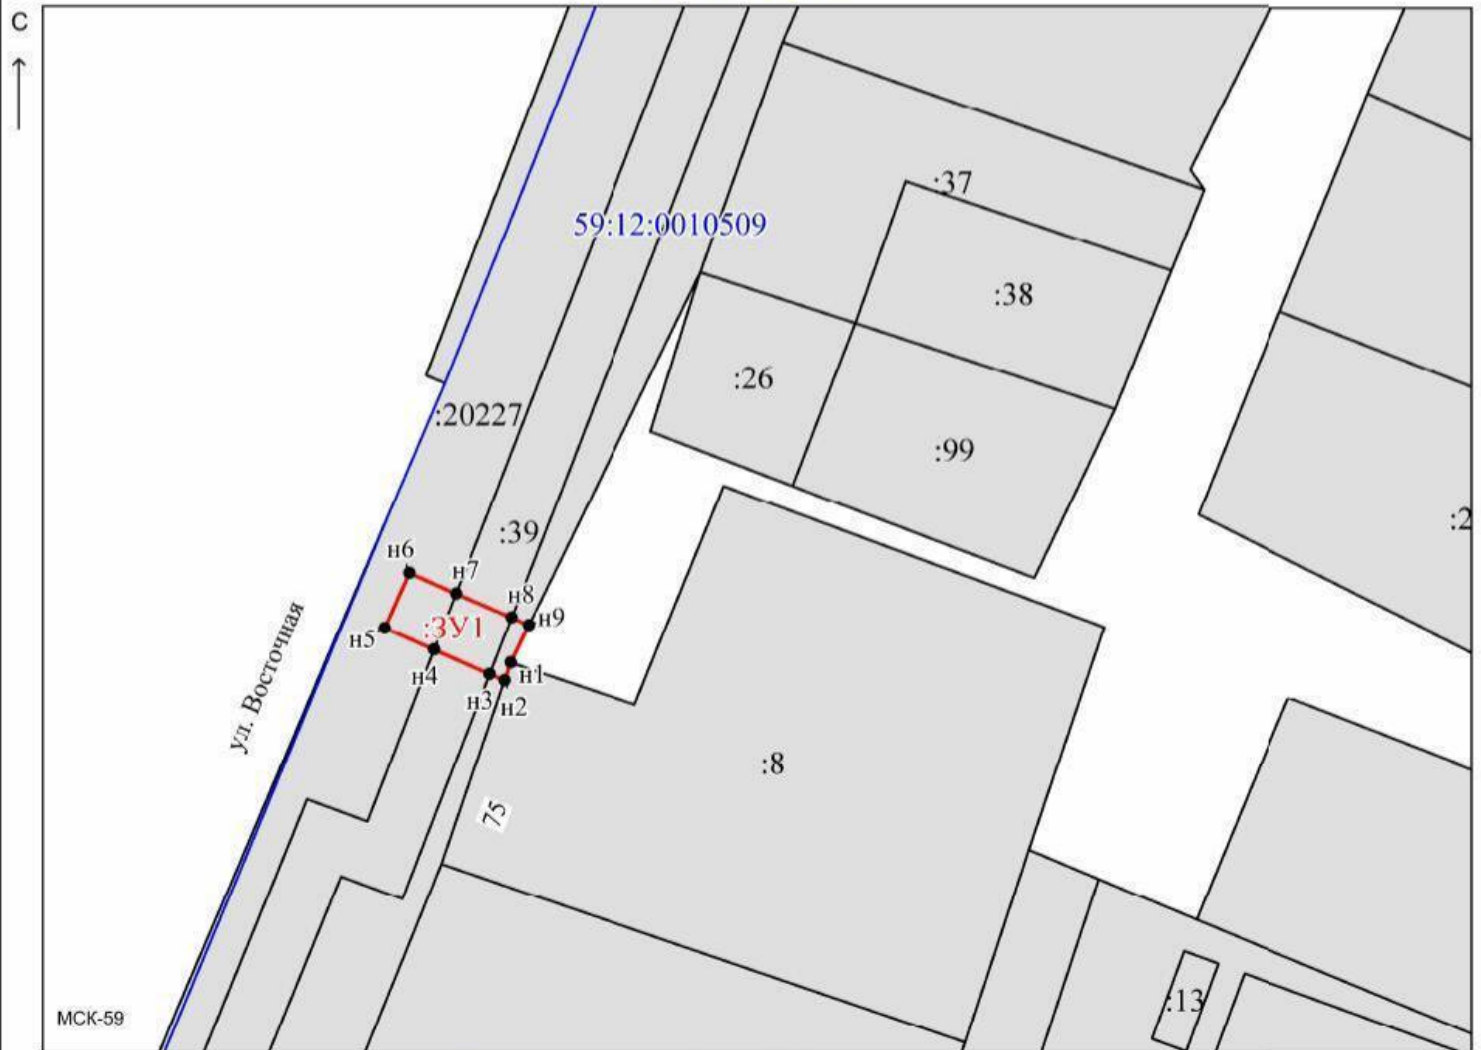 С
:37
59:12:0010509
:38
:26
:20227
:99
:2
:39
н6
н7
н8
н9
:ЗУ1
н5
н4
н1
н3
н2
ул. Восточная
:8
75
:13
МСК-59